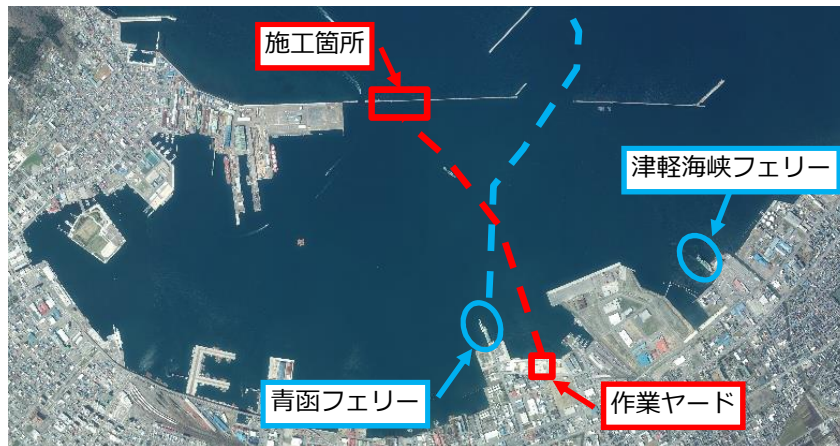 施工箇所
津軽海峡フェリー
青函フェリー
作業ヤード